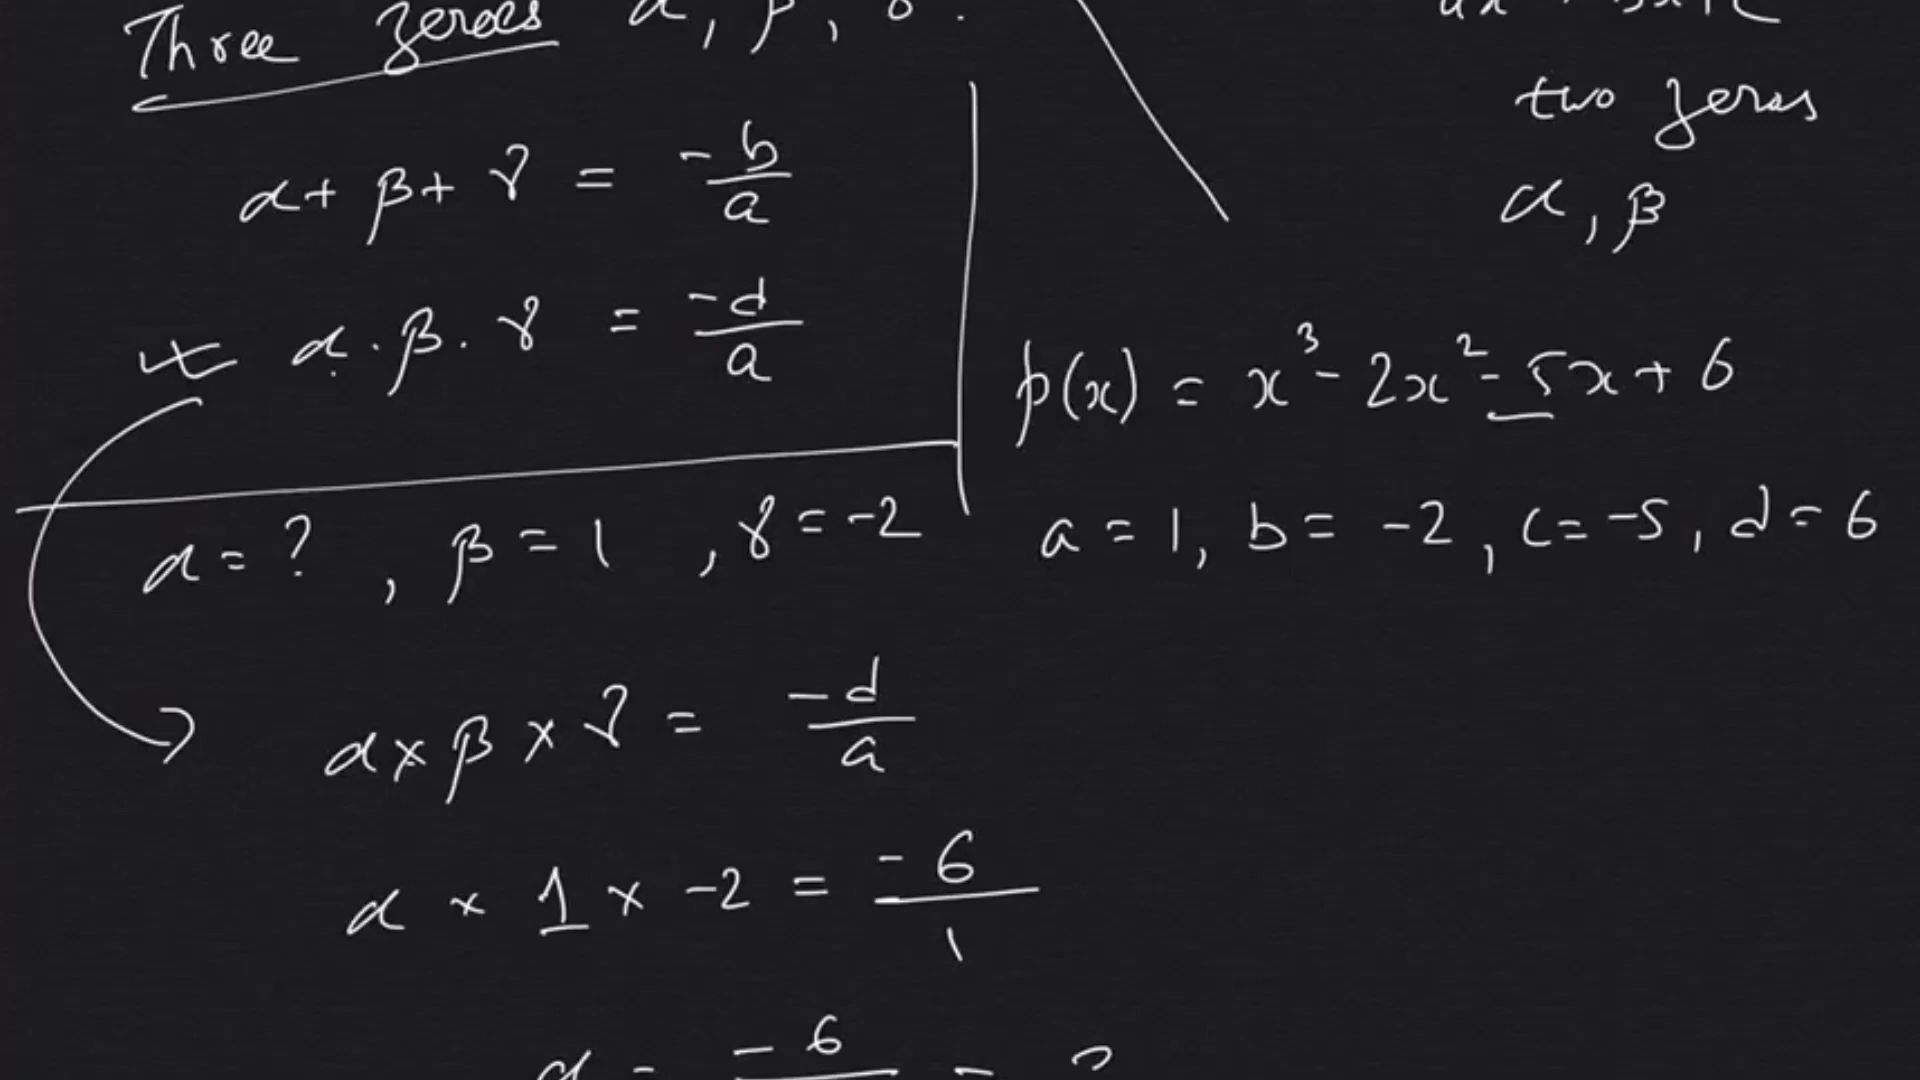 Three zeroes α, β, γ.
α + β + γ = -b/a
α . β . γ = -d/a
two zeros
α, β
p(x) = x³ - 2x² - 5x + 6
a = 1, b = -2, c = -5, d = 6
α = ?, β = 1, γ = -2
α × β × γ = -d/a
α × 1 × -2 = -6/1